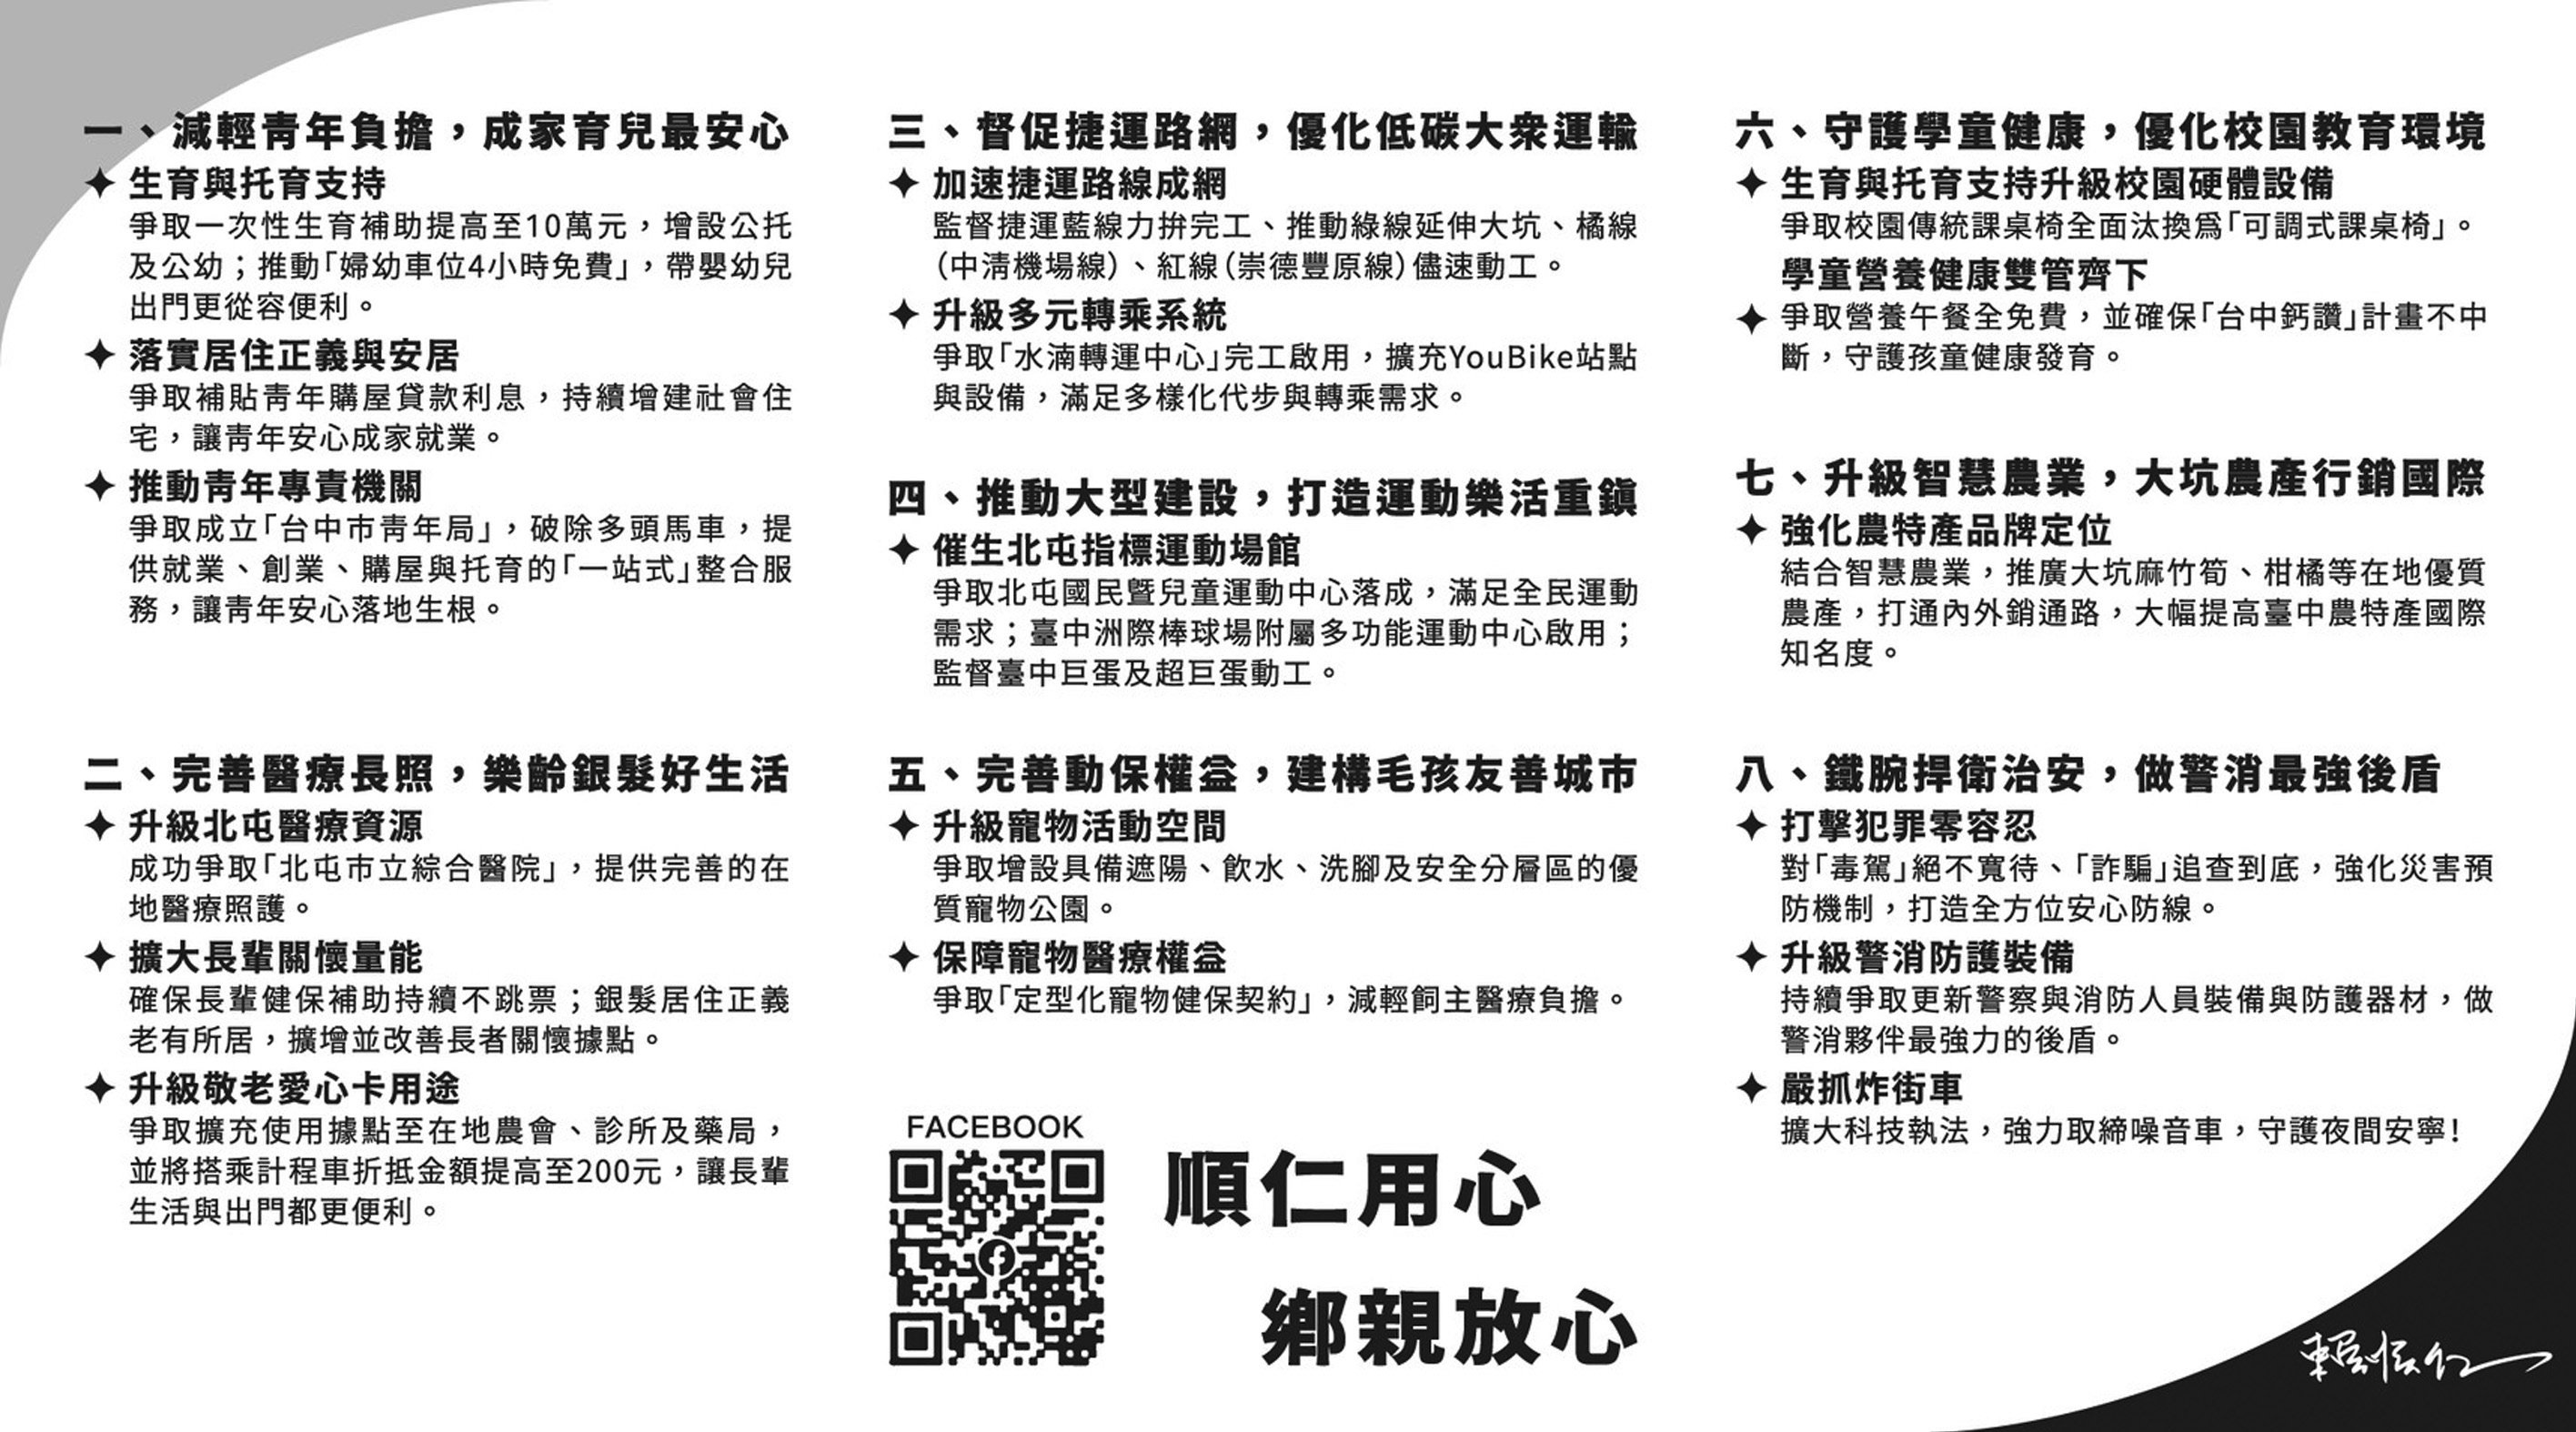 一、減輕青年負擔，成家育兒最安心
✦ 生育與托育支持
爭取一次性生育補助提高至10萬元，增設公托
及公幼；推動「婦幼車位4小時免費」，帶嬰幼兒
出門更從容便利。
✦ 落實居住正義與安居
爭取補貼青年購屋貸款利息，持續增建社會住
宅，讓青年安心成家就業。
✦ 推動青年專責機關
爭取成立「台中市青年局」，破除多頭馬車，提
供就業、創業、購屋與托育的「一站式」整合服
務，讓青年安心落地生根。
二、完善醫療長照，樂齡銀髮好生活
✦ 升級北屯醫療資源
成功爭取「北屯市立綜合醫院」，提供完善的在
地醫療照護。
✦ 擴大長輩關懷量能
確保長輩健保補助持續不跳票；銀髮居住正義
老有所居，擴增並改善長者關懷據點。
✦ 升級敬老愛心卡用途
爭取擴充使用據點至在地農會、診所及藥局，
並將搭乘計程車折抵金額提高至200元，讓長輩
生活與出門都更便利。
三、督促捷運路網，優化低碳大眾運輸
✦ 加速捷運路線成網
監督捷運藍線力拚完工、推動綠線延伸大坑、橘線
（中清機場線）、紅線（崇德豐原線）儘速動工。
✦ 升級多元轉乘系統
爭取「水湳轉運中心」完工啟用，擴充YouBike站點
與設備，滿足多樣化代步與轉乘需求。
四、推動大型建設，打造運動樂活重鎮
✦ 催生北屯指標運動場館
爭取北屯國民暨兒童運動中心落成，滿足全民運動
需求；臺中洲際棒球場附屬多功能運動中心啟用；
監督臺中巨蛋及超巨蛋動工。
五、完善動保權益，建構毛孩友善城市
✦ 升級寵物活動空間
爭取增設具備遮陽、飲水、洗腳及安全分層區的優
質寵物公園。
✦ 保障寵物醫療權益
爭取「定型化寵物健保契約」，減輕飼主醫療負擔。
FACEBOOK
順仁用心
鄉親放心
六、守護學童健康，優化校園教育環境
✦ 生育與托育支持升級校園硬體設備
爭取校園傳統課桌椅全面汰換為「可調式課桌椅」。
學童營養健康雙管齊下
✦ 爭取營養午餐全免費，並確保「台中鈣讚」計畫不中
斷，守護孩童健康發育。
七、升級智慧農業，大坑農產行銷國際
✦ 強化農特產品牌定位
結合智慧農業，推廣大坑麻竹筍、柑橘等在地優質
農產，打通內外銷通路，大幅提高臺中農特產國際
知名度。
八、鐵腕捍衛治安，做警消最強後盾
✦ 打擊犯罪零容忍
對「毒駕」絕不寬待、「詐騙」追查到底，強化災害預
防機制，打造全方位安心防線。
✦ 升級警消防護裝備
持續爭取更新警察與消防人員裝備與防護器材，做
警消夥伴最強力的後盾。
✦ 嚴抓炸街車
擴大科技執法，強力取締噪音車，守護夜間安寧！
賴順仁